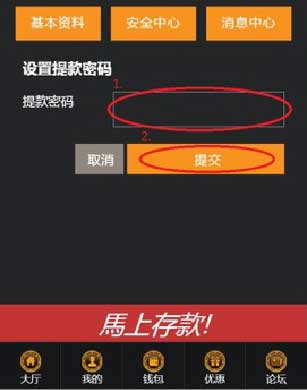 基本资料 安全中心 消息中心
设置提款密码
提款密码
1.
2.
取消 提交
馬上存款!
大厅 我的 钱包 优惠 论坛